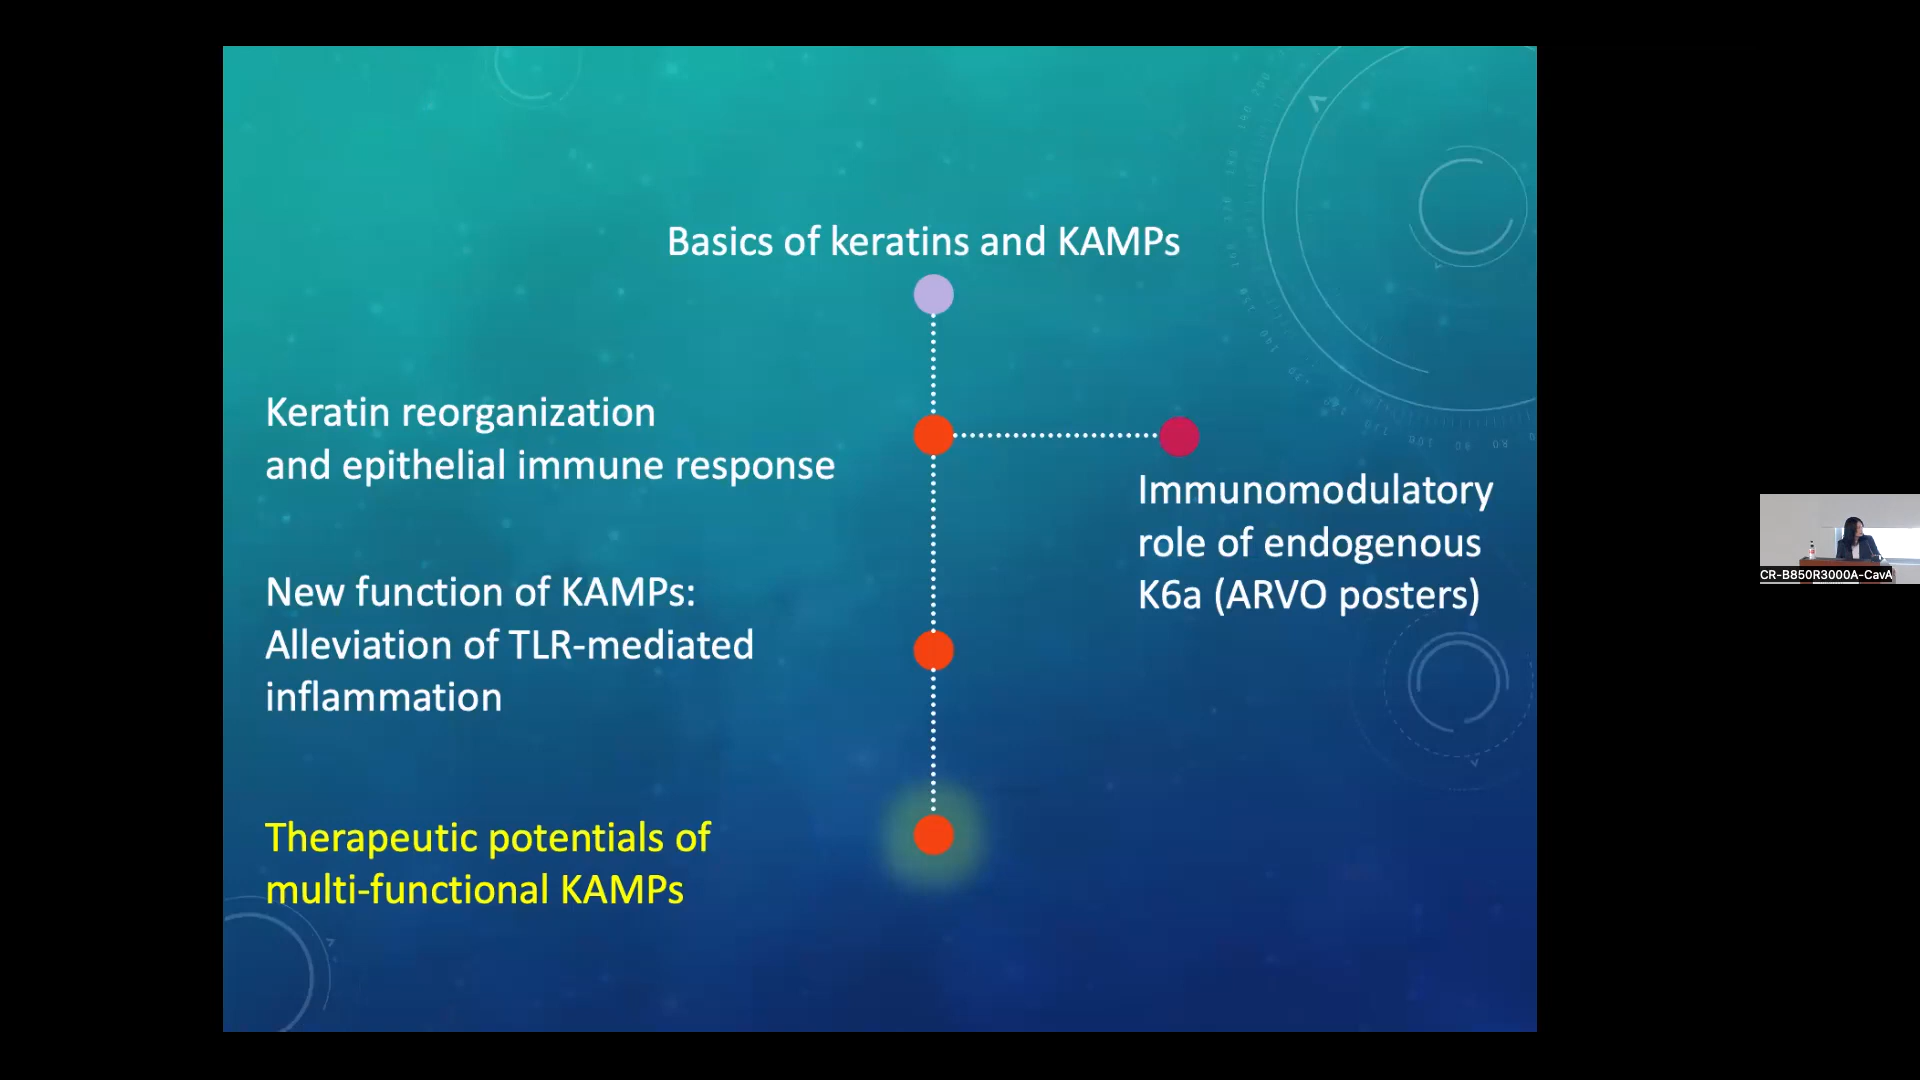 Basics of keratins and KAMPs
Keratin reorganization
and epithelial immune response
Immunomodulatory
role of endogenous
K6a (ARVO posters)
New function of KAMPs:
Alleviation of TLR-mediated
inflammation
Therapeutic potentials of
multi-functional KAMPs
CR-B850R3000A-CavA